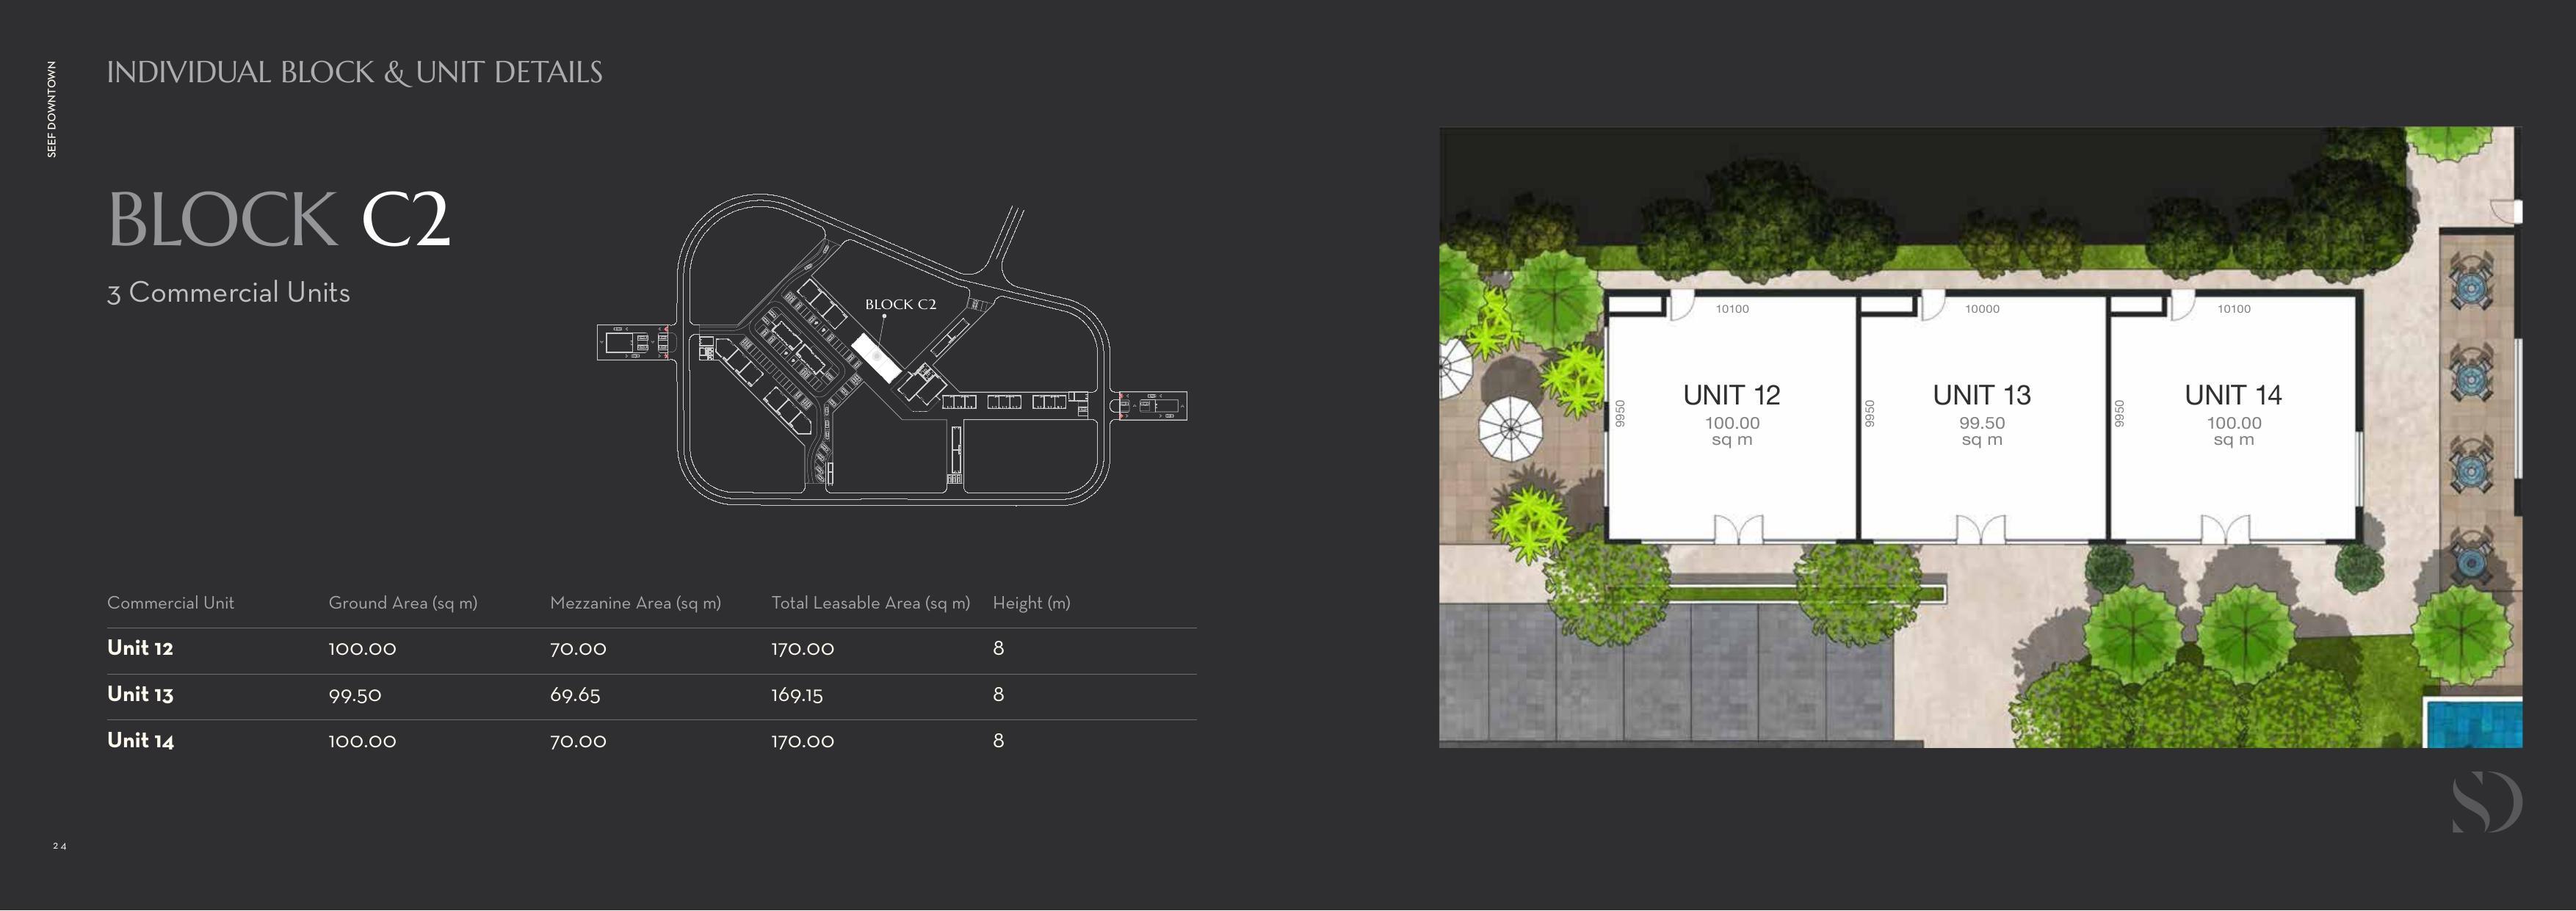 SEEF DOWNTOWN
INDIVIDUAL BLOCK & UNIT DETAILS
BLOCK C2
3 Commercial Units
BLOCK C2
Commercial Unit Ground Area (sq m) Mezzanine Area (sq m) Total Leasable Area (sq m) Height (m)
Unit 12 100.00 70.00 170.00 8
Unit 13 99.50 69.65 169.15 8
Unit 14 100.00 70.00 170.00 8
24
10100 10000 10100
9950 9950 9950
UNIT 12 UNIT 13 UNIT 14
100.00 99.50 100.00
sq m sq m sq m
SD